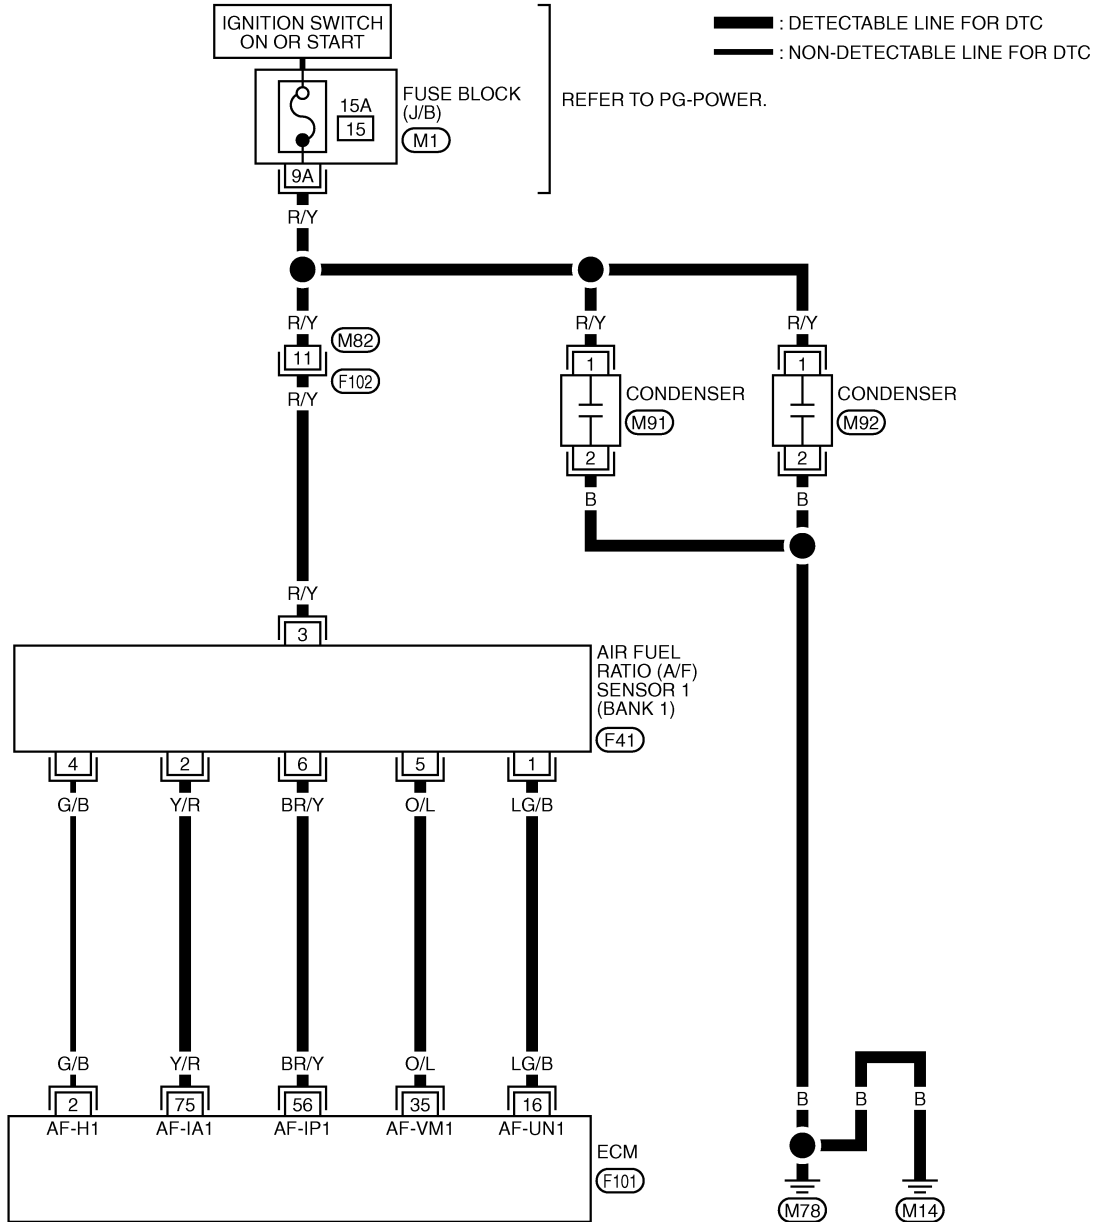 IGNITION SWITCH
ON OR START
: DETECTABLE LINE FOR DTC
: NON-DETECTABLE LINE FOR DTC
15A
15
FUSE BLOCK
(J/B)
M1
REFER TO PG-POWER.
9A
R/Y
R/Y
R/Y
R/Y
M82
11
F102
R/Y
1
1
CONDENSER
M91
CONDENSER
M92
2
2
B
B
R/Y
3
AIR FUEL
RATIO (A/F)
SENSOR 1
(BANK 1)
F41
4
2
6
5
1
G/B
Y/R
BR/Y
O/L
LG/B
G/B
Y/R
BR/Y
O/L
LG/B
2
75
56
35
16
B
B
B
AF-H1
AF-IA1
AF-IP1
AF-VM1
AF-UN1
ECM
F101
M78
M14